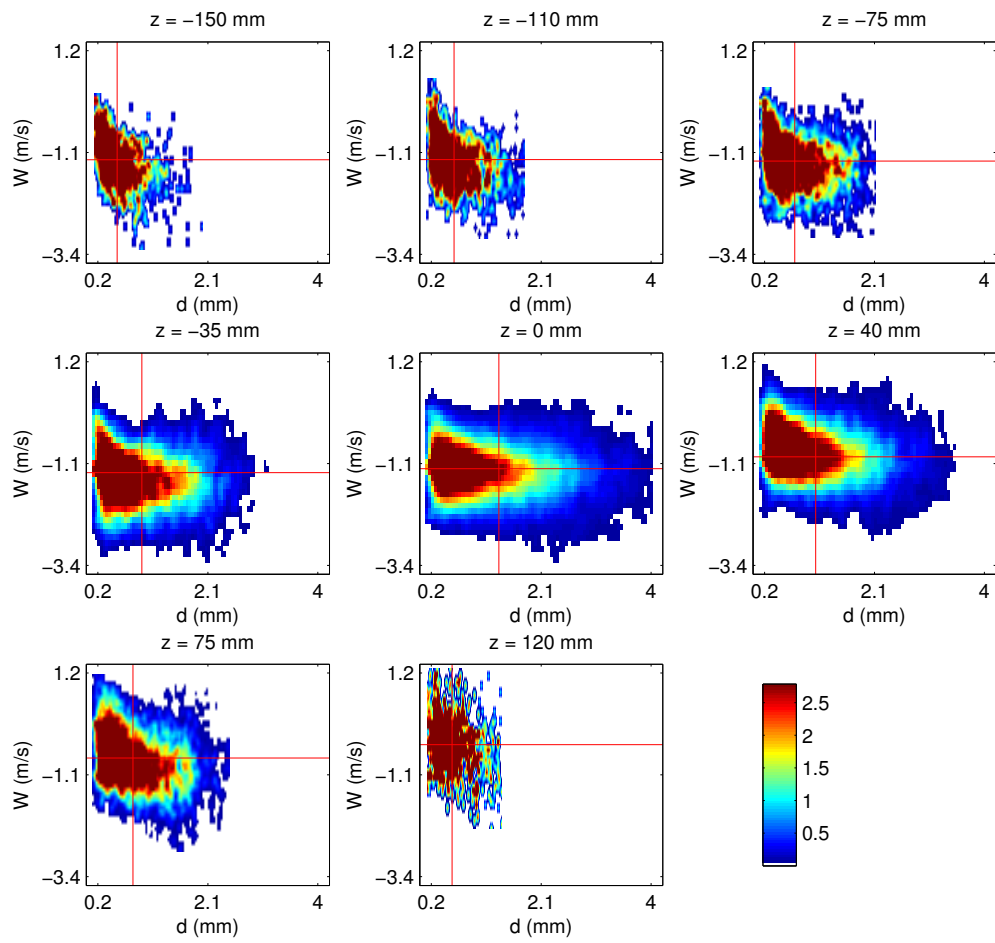 z = −150 mm
z = −110 mm
z = −75 mm
1.2
1.2
1.2
W (m/s)
W (m/s)
W (m/s)
−1.1
−1.1
−1.1
−3.4
−3.4
−3.4
0.2 2.1 4
0.2 2.1 4
0.2 2.1 4
d (mm)
d (mm)
d (mm)
z = −35 mm
z = 0 mm
z = 40 mm
1.2
1.2
1.2
W (m/s)
W (m/s)
W (m/s)
−1.1
−1.1
−1.1
−3.4
−3.4
−3.4
0.2 2.1 4
0.2 2.1 4
0.2 2.1 4
d (mm)
d (mm)
d (mm)
z = 75 mm
z = 120 mm
1.2
1.2
W (m/s)
W (m/s)
−1.1
−1.1
−3.4
−3.4
0.2 2.1 4
0.2 2.1 4
d (mm)
d (mm)
2.5
2
1.5
1
0.5